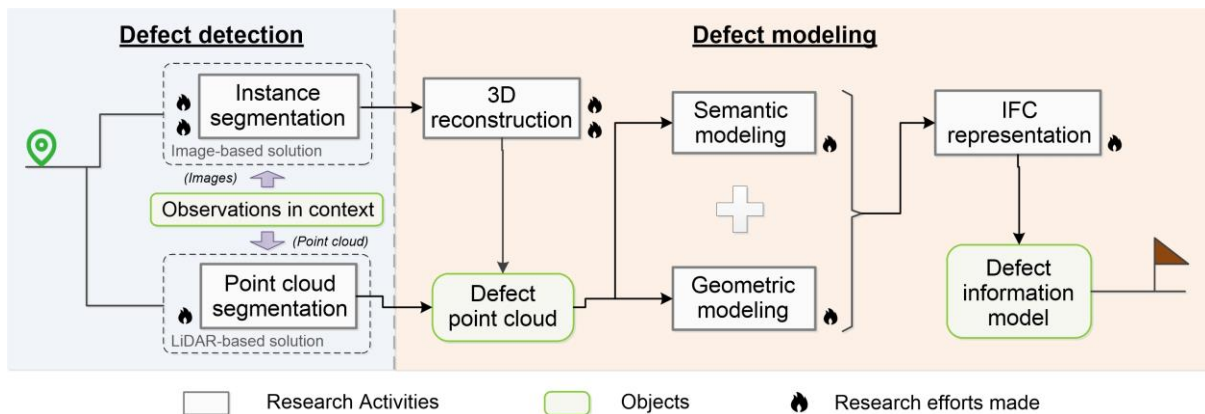 Defect detection
Defect modeling
Instance
segmentation
Image-based solution
(Images)
Observations in context
(Point cloud)
Point cloud
segmentation
LiDAR-based solution
3D
reconstruction
Defect
point cloud
Semantic
modeling
Geometric
modeling
IFC
representation
Defect
information
model
Research Activities
Objects
Research efforts made